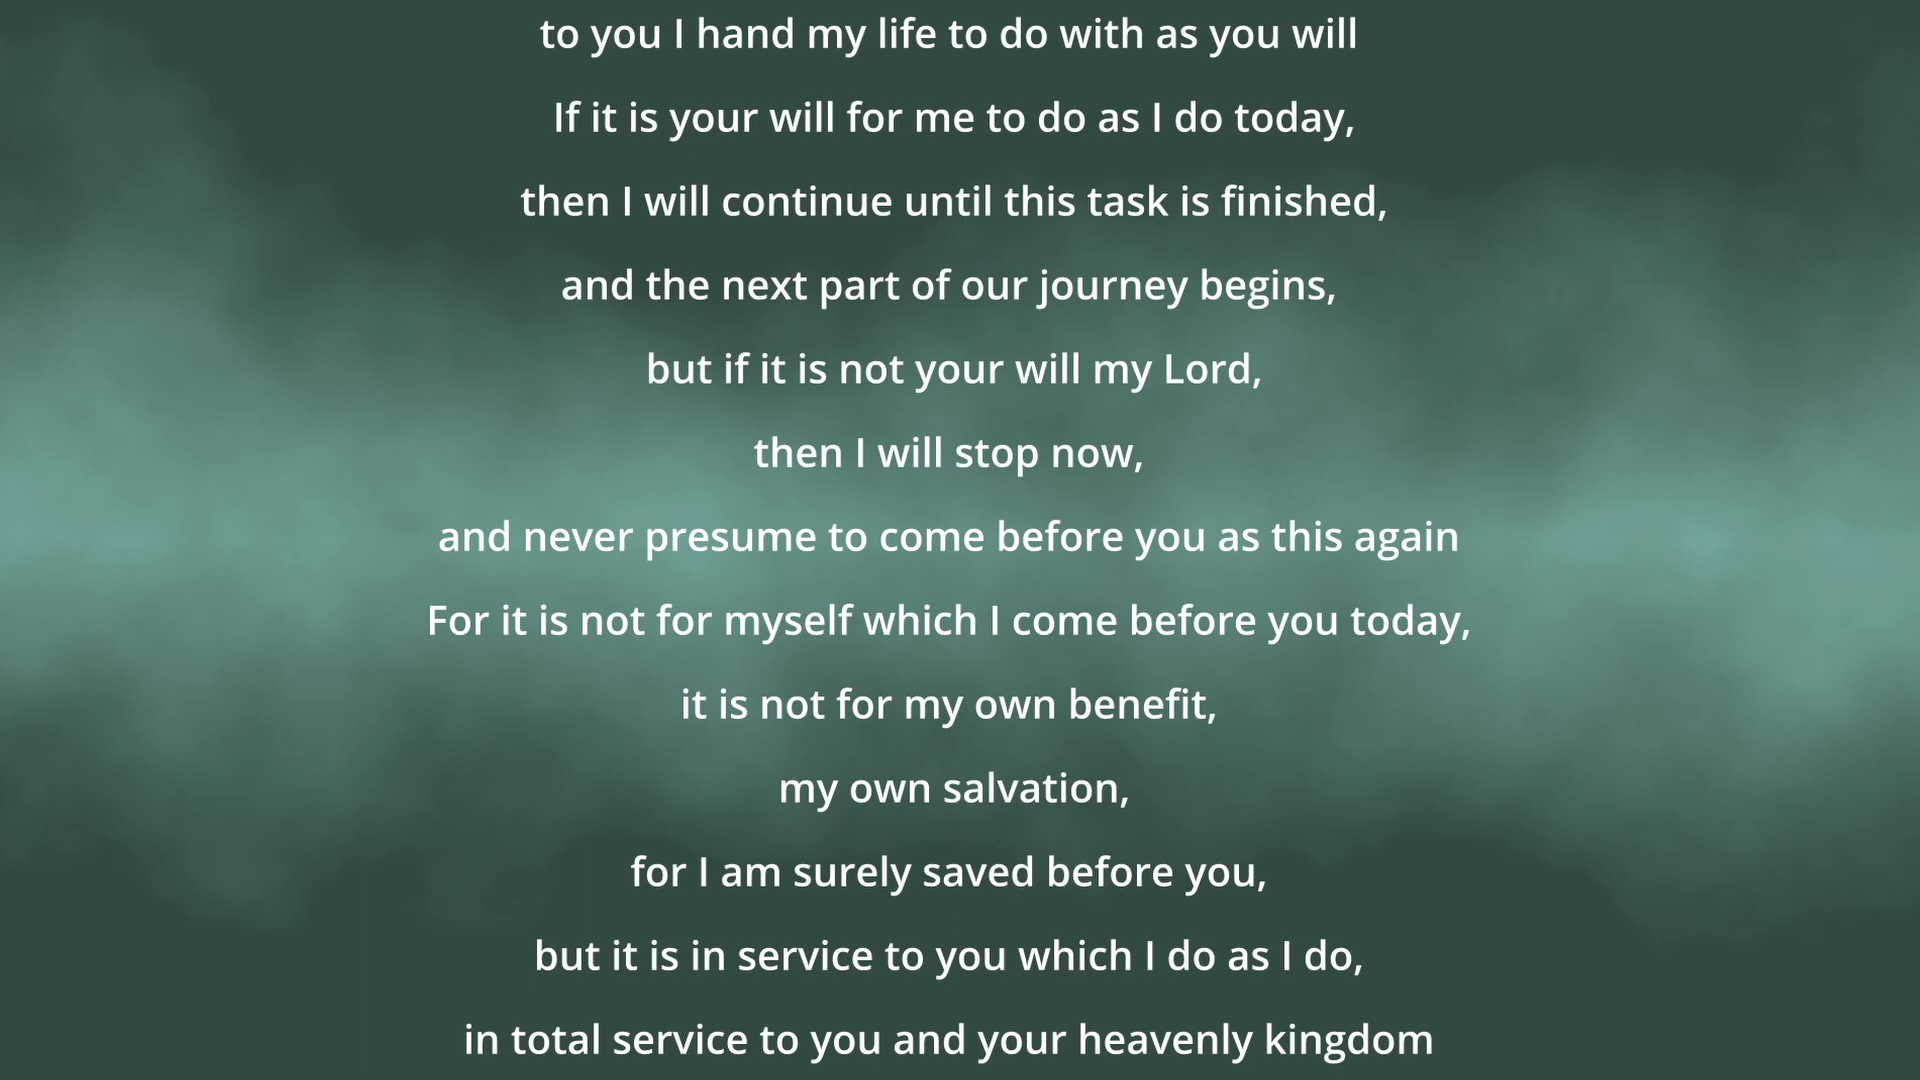 to you I hand my life to do with as you will
If it is your will for me to do as I do today,
then I will continue until this task is finished,
and the next part of our journey begins,
but if it is not your will my Lord,
then I will stop now,
and never presume to come before you as this again
For it is not for myself which I come before you today,
it is not for my own benefit,
my own salvation,
for I am surely saved before you,
but it is in service to you which I do as I do,
in total service to you and your heavenly kingdom